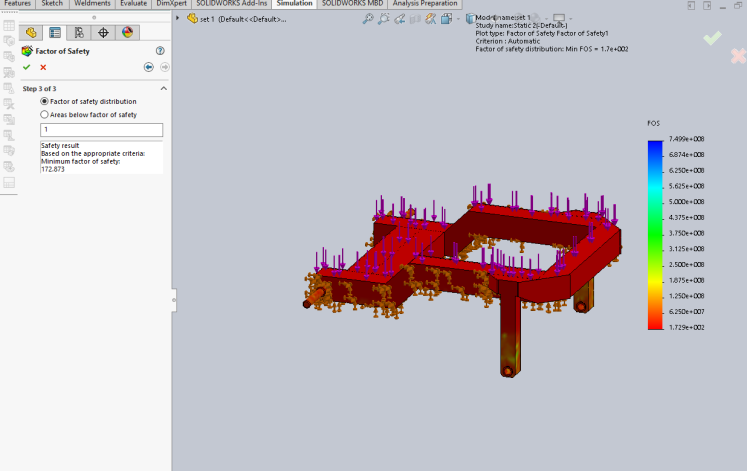 Features Sketch Weldments Evaluate DimXpert SOLIDWORKS Add-Ins Simulation SOLIDWORKS MBD Analysis Preparation
set 1 (Default<<Default>...
Model name:set 1
Study name:Static 2(-Default-)
Plot type: Factor of Safety Factor of Safety1
Criterion : Automatic
Factor of safety distribution: Min FOS = 1.7e+002
Factor of Safety
Step 3 of 3
Factor of safety distribution
Areas below factor of safety
1
Safety result
Based on the appropriate criteria:
Minimum factor of safety:
172.873
FOS
7.499e+008
6.874e+008
6.250e+008
5.625e+008
5.000e+008
4.375e+008
3.750e+008
3.125e+008
2.500e+008
1.875e+008
1.250e+008
6.250e+007
1.729e+002